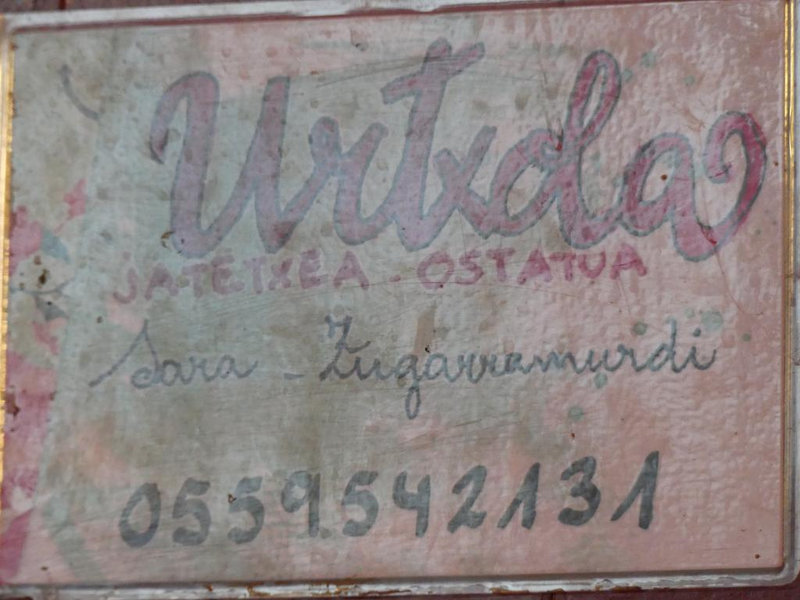 Urtxola
JATETXEA - OSTATUA
Sara - Zugarramurdi
0559542131